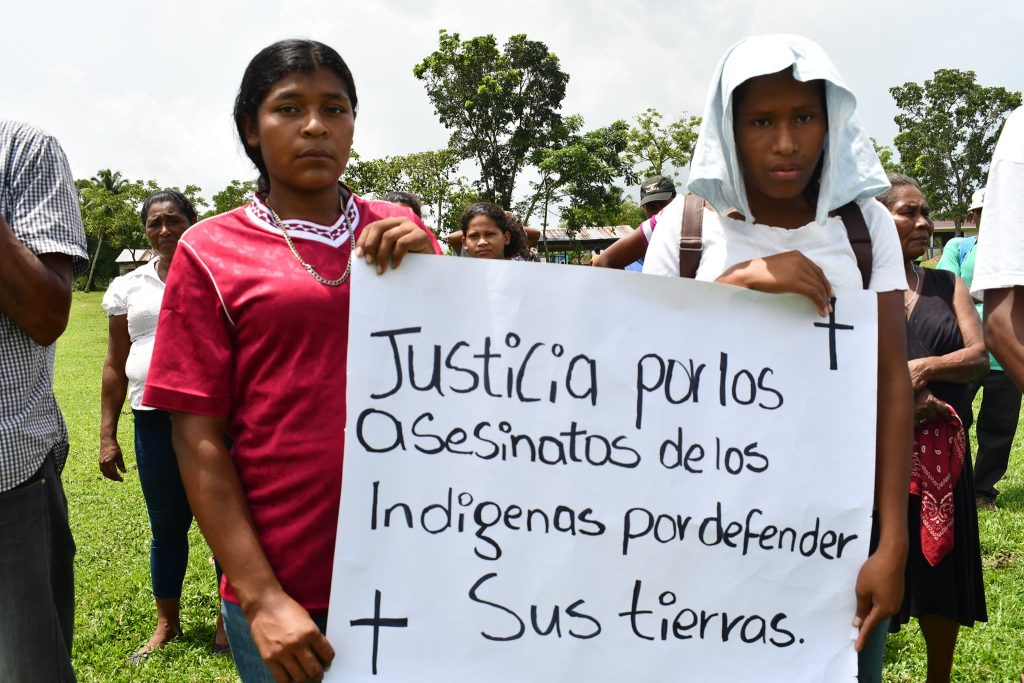 Justicia por los
asesinatos de los
Indigenas por defender
Sus tierras.